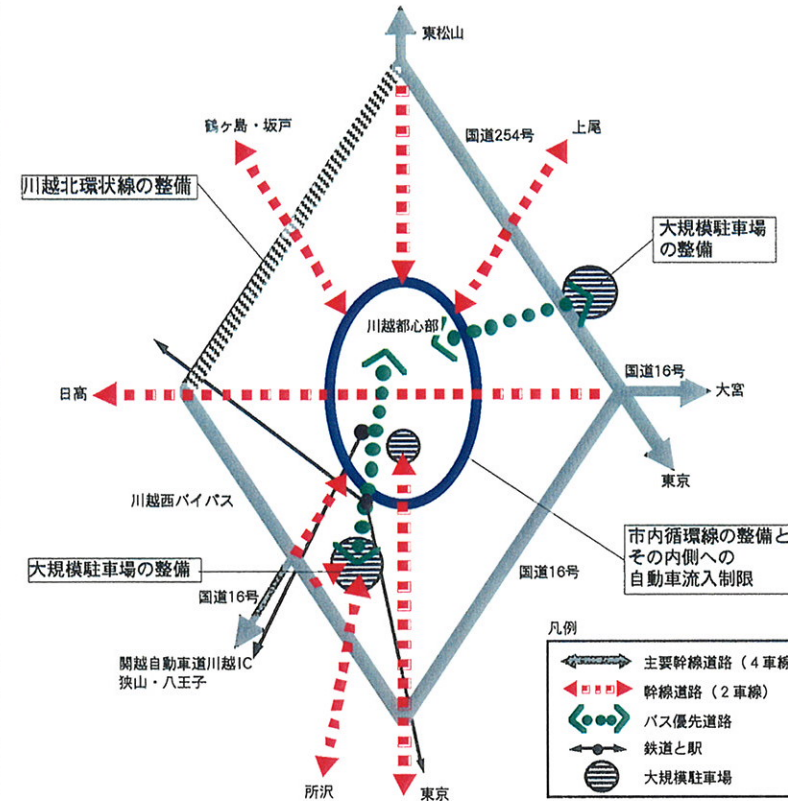 東松山
鶴ヶ島・坂戸
国道254号
上尾
川越北環状線の整備
大規模駐車場
の整備
川越都心部
国道16号
日高
大宮
東京
川越西バイパス
市内循環線の整備と
その内側への
自動車流入制限
大規模駐車場の整備
国道16号
国道16号
関越自動車道川越IC
狭山・八王子
所沢
東京
凡例
主要幹線道路（4車線
幹線道路（2車線）
バス優先道路
鉄道と駅
大規模駐車場